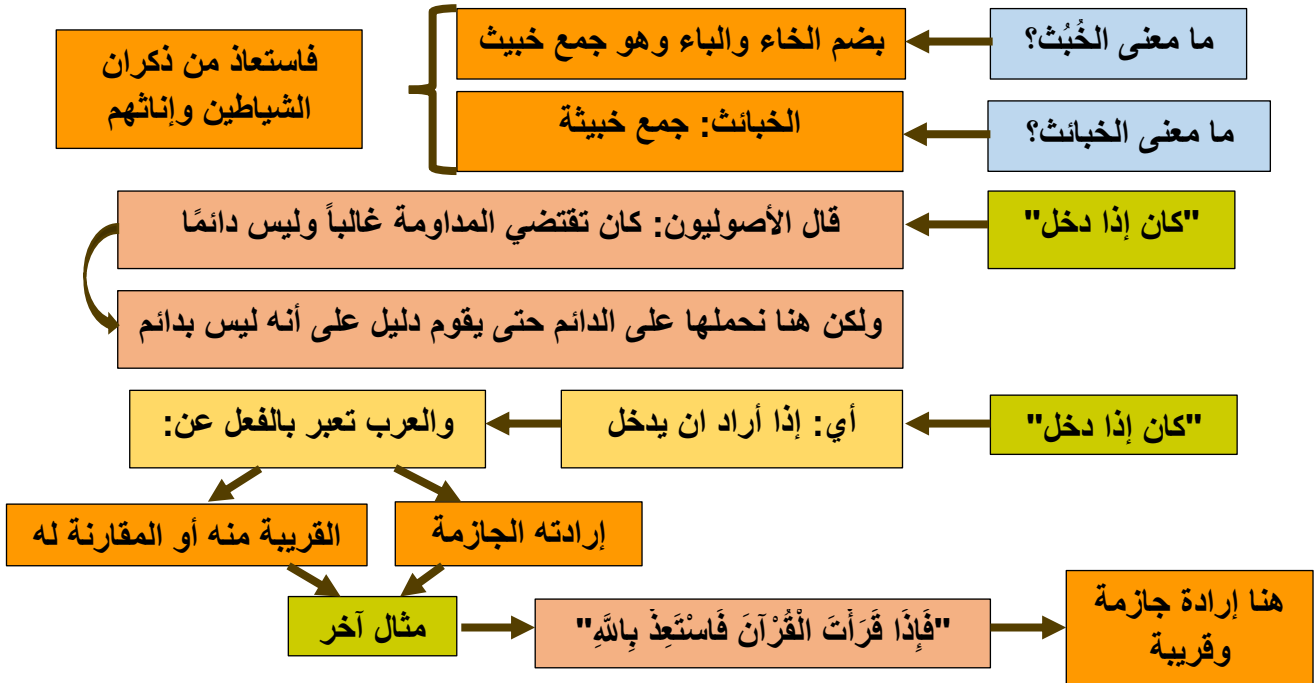 ما معنى الخُبُث؟
بضم الخاء والباء وهو جمع خبيث
ما معنى الخبائث؟
الخبائث: جمع خبيثة
فاستعاذ من ذكران
الشياطين وإناثهم
"كان إذا دخل"
قال الأصوليون: كان تقتضي المداومة غالباً وليس دائمًا
ولكن هنا نحملها على الدائم حتى يقوم دليل على أنه ليس بدائم
"كان إذا دخل"
أي: إذا أراد ان يدخل
والعرب تعبر بالفعل عن:
إرادته الجازمة
القريبة منه أو المقارنة له
مثال آخر
"فَإِذَا قَرَأْتَ الْقُرْآنَ فَاسْتَعِذْ بِاللَّهِ"
هنا إرادة جازمة
وقريبة